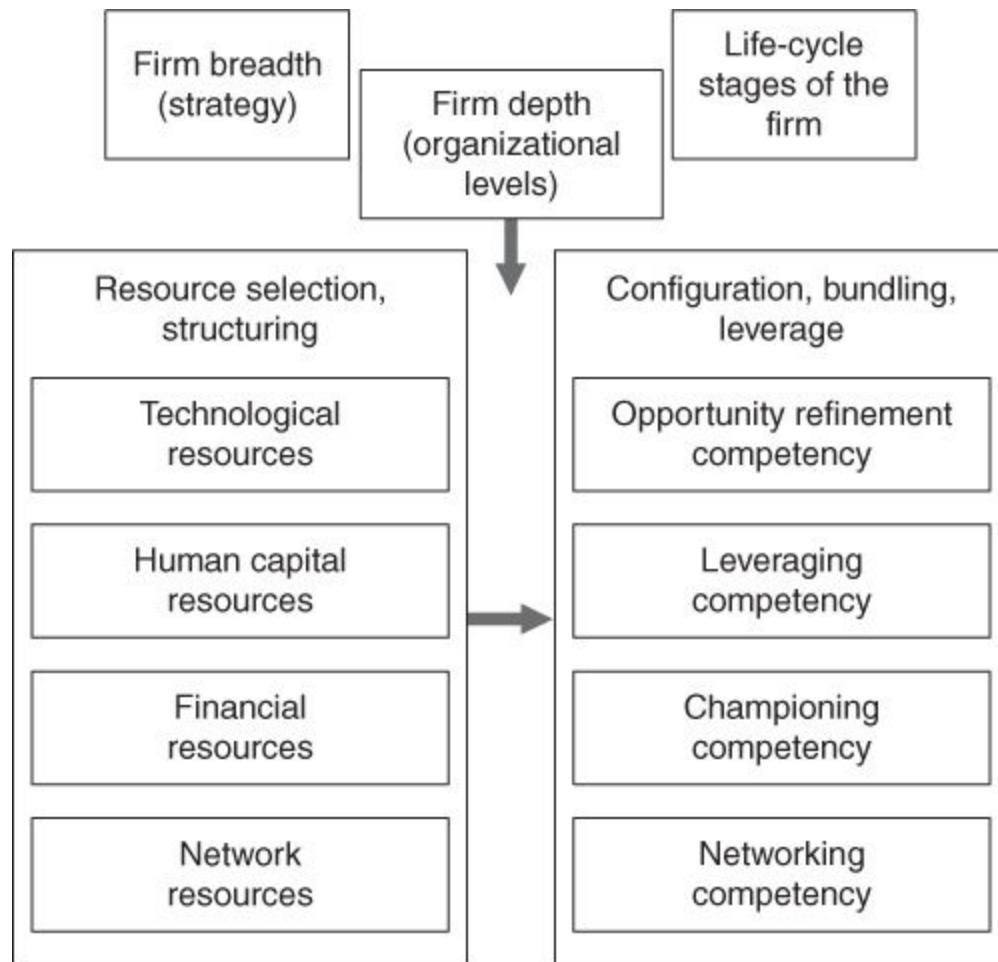 Firm breadth
(strategy)
Firm depth
(organizational
levels)
Life-cycle
stages of the
firm
Resource selection,
structuring
Technological
resources
Human capital
resources
Financial
resources
Network
resources
Configuration, bundling,
leverage
Opportunity refinement
competency
Leveraging
competency
Championing
competency
Networking
competency